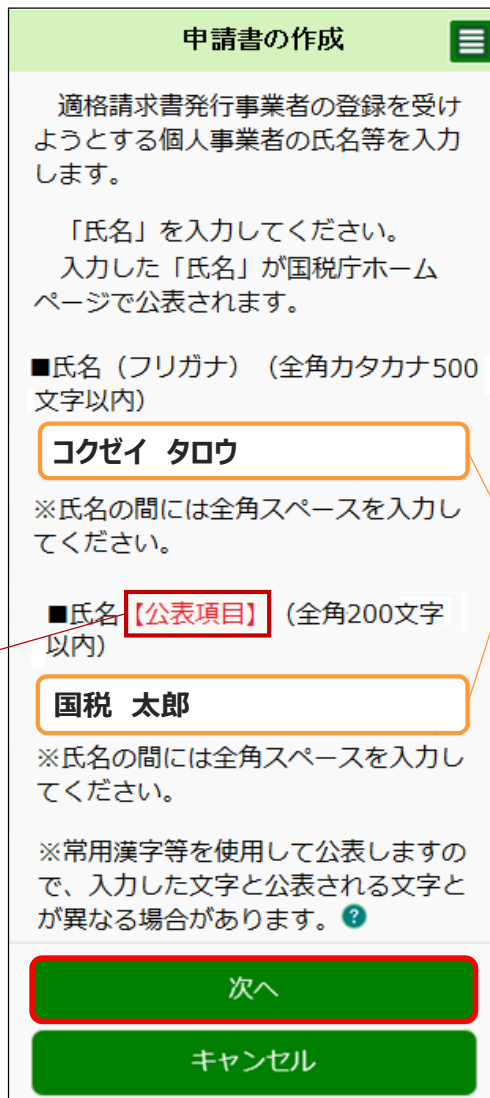 申請書の作成
適格請求書発行事業者の登録を受け
ようとする個人事業者の氏名等を入力
します。
「氏名」を入力してください。
入力した「氏名」が国税庁ホーム
ページで公表されます。
■氏名（フリガナ）（全角カタカナ500
文字以内）
コクゼイ　タロウ
※氏名の間には全角スペースを入力し
てください。
■氏名【公表項目】（全角200文字
以内）
国税　太郎
※氏名の間には全角スペースを入力し
てください。
※常用漢字等を使用して公表しますの
で、入力した文字と公表される文字と
が異なる場合があります。?
次へ
キャンセル